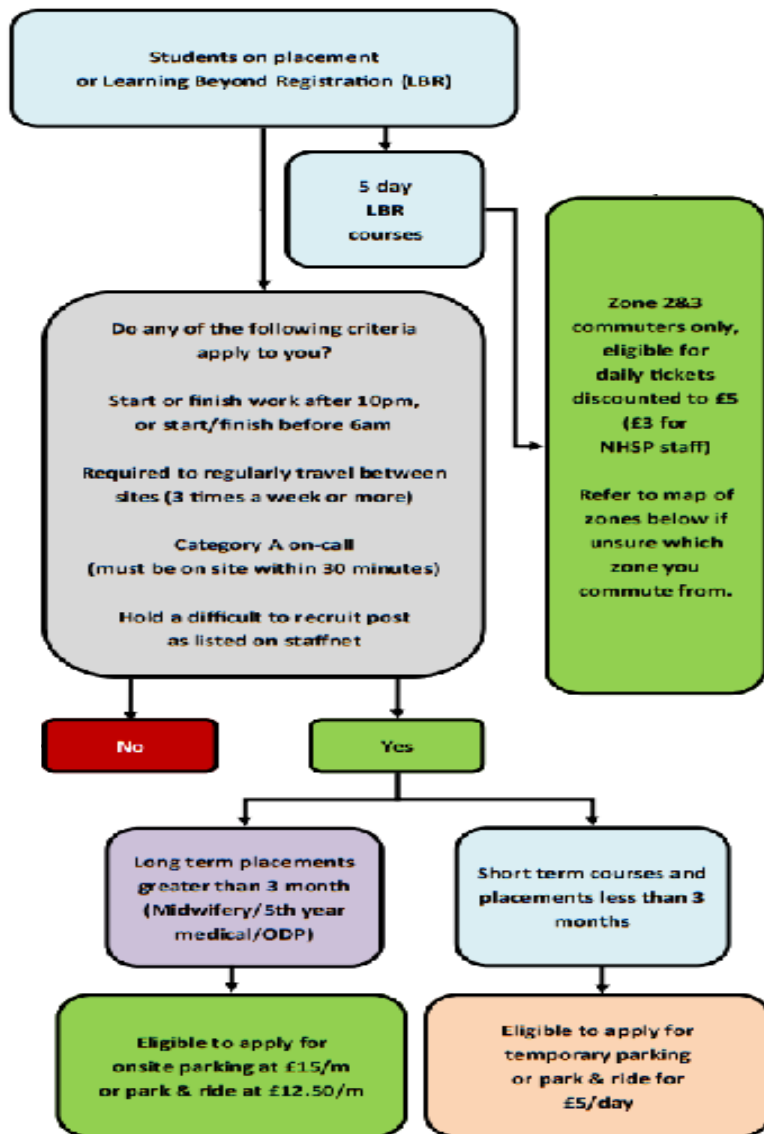 Students on placement
or Learning Beyond Registration (LBR)
5 day
LBR
courses
Zone 2&3
commuters only,
eligible for
daily tickets
discounted to £5
(£3 for
NHSP staff)
Refer to map of
zones below if
unsure which
zone you
commute from.
Do any of the following criteria
apply to you?
Start or finish work after 10pm,
or start/finish before 6am
Required to regularly travel between
sites (3 times a week or more)
Category A on-call
(must be on site within 30 minutes)
Hold a difficult to recruit post
as listed on staffnet
No
Yes
Long term placements
greater than 3 month
(Midwifery/5th year
medical/ODP)
Short term courses and
placements less than 3
months
Eligible to apply for
onsite parking at £15/m
or park & ride at £12.50/m
Eligible to apply for
temporary parking
or park & ride for
£5/day